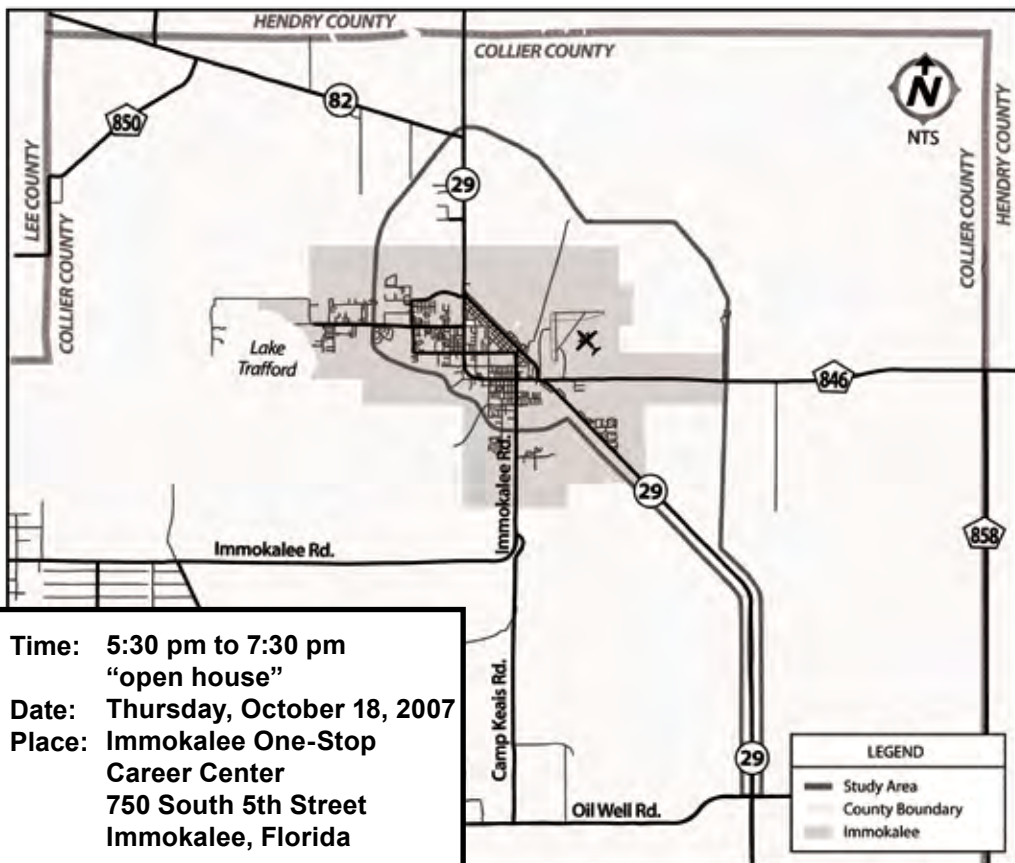 HENDRY COUNTY
COLLIER COUNTY
82
850
N
NTS
29
LEE COUNTY
COLLIER COUNTY
COLLIER COUNTY
HENDRY COUNTY
Lake
Trafford
846
Immokalee Rd.
29
858
Immokalee Rd.
Time: 5:30 pm to 7:30 pm
“open house”
Date: Thursday, October 18, 2007
Place: Immokalee One-Stop
Career Center
750 South 5th Street
Immokalee, Florida
Camp Keais Rd.
29
Oil Well Rd.
LEGEND
Study Area
County Boundary
Immokalee